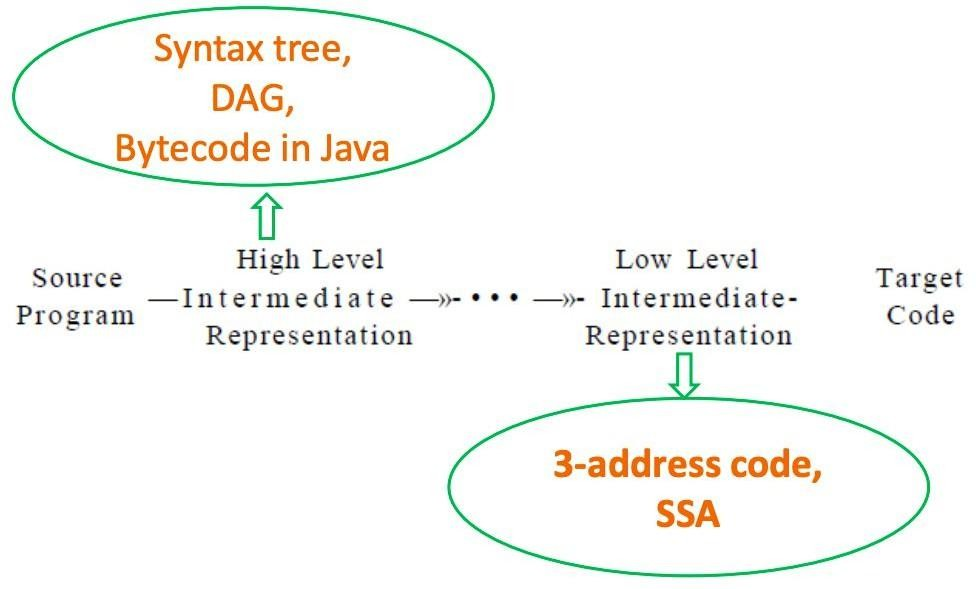 Syntax tree,
DAG,
Bytecode in Java
Source
Program
High Level
Intermediate
Representation
• • •
Low Level
Intermediate-
Representation
Target
Code
3-address code,
SSA